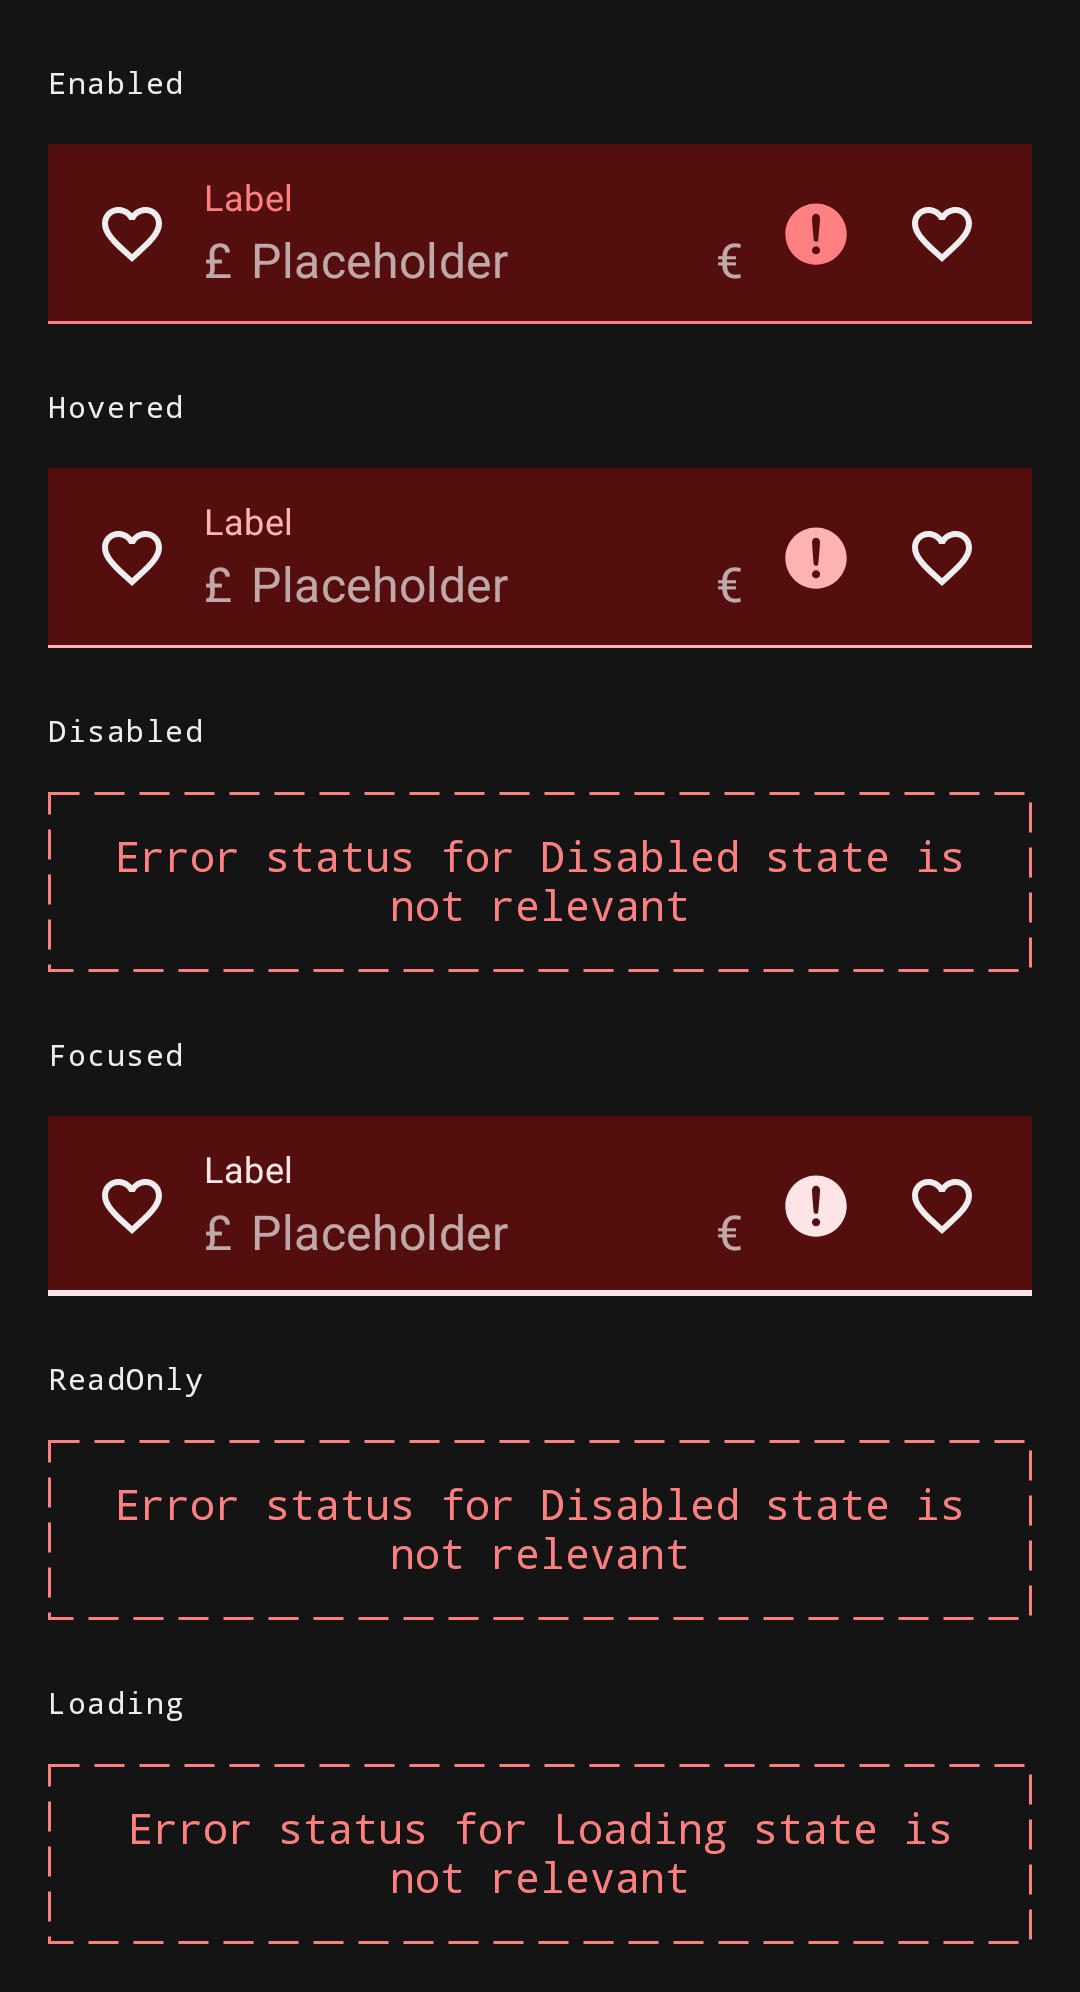 Enabled
Label
£ Placeholder €
Hovered
Label
£ Placeholder €
Disabled
Error status for Disabled state is
not relevant
Focused
Label
£ Placeholder €
ReadOnly
Error status for Disabled state is
not relevant
Loading
Error status for Loading state is
not relevant